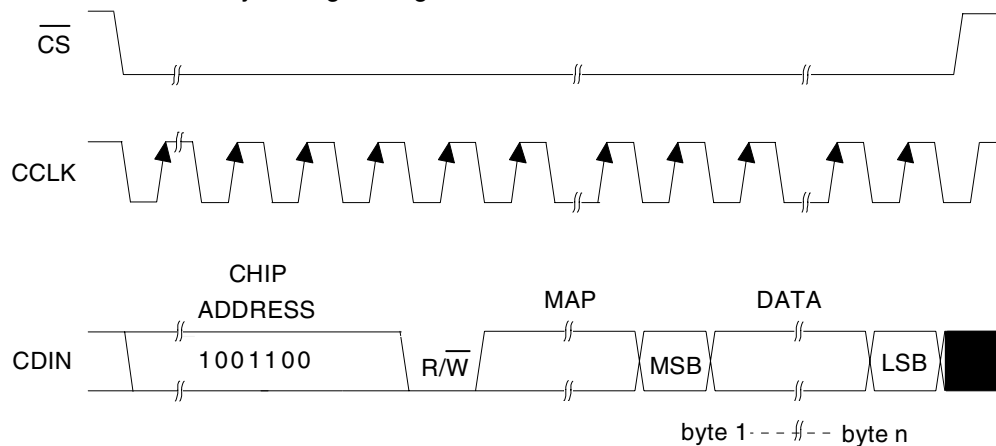 CS
CCLK
CHIP
ADDRESS
MAP
DATA
CDIN
1001100
R/W
MSB
LSB
byte 1 - - - - - - byte n